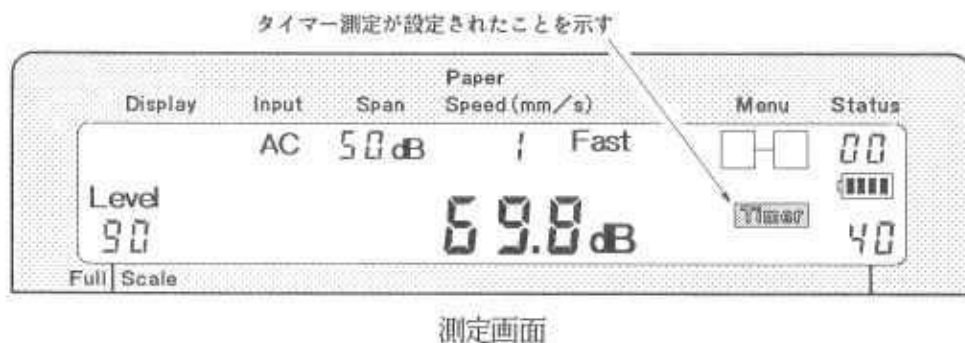 タイマー測定が設定されたことを示す
Paper
Display Input Span Speed(mm/s) Menu Status
AC 50dB 1 Fast 00
Level
90 69.8dB Timer 40
Full Scale
測定画面